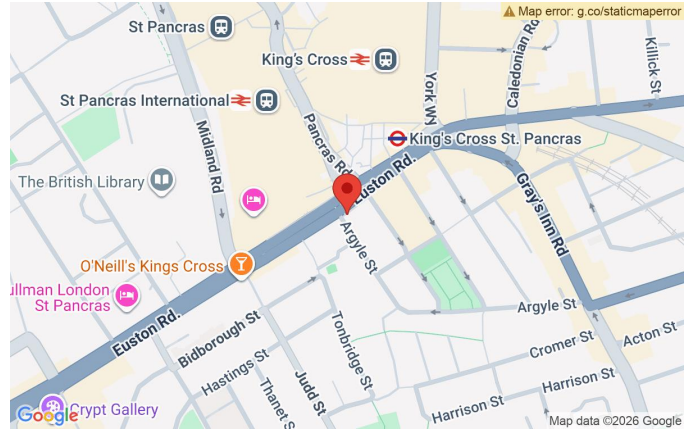 Map error: g.co/staticmaperror
St Pancras
King's Cross
St Pancras International
Pancras Rd
York Wy
Caledonian Rd
Killick St
King's Cross St. Pancras
Midland Rd
The British Library
Euston Rd.
Gray's Inn Rd
Argyle St
O'Neill's Kings Cross
ullman London
St Pancras
Euston Rd.
Bidborough St
Argyle St
Hastings St
Tonbridge St
Thanet St
Judd St
Cromer St
Acton St
Harrison St
Harrison St
Crypt Gallery
Google
Map data ©2026 Google